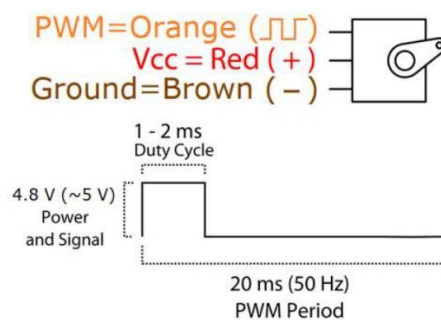 PWM=Orange (⎍⎍)
Vcc = Red ( + )
Ground=Brown ( − )
1 - 2 ms
Duty Cycle
4.8 V (~5 V)
Power
and Signal
20 ms (50 Hz)
PWM Period